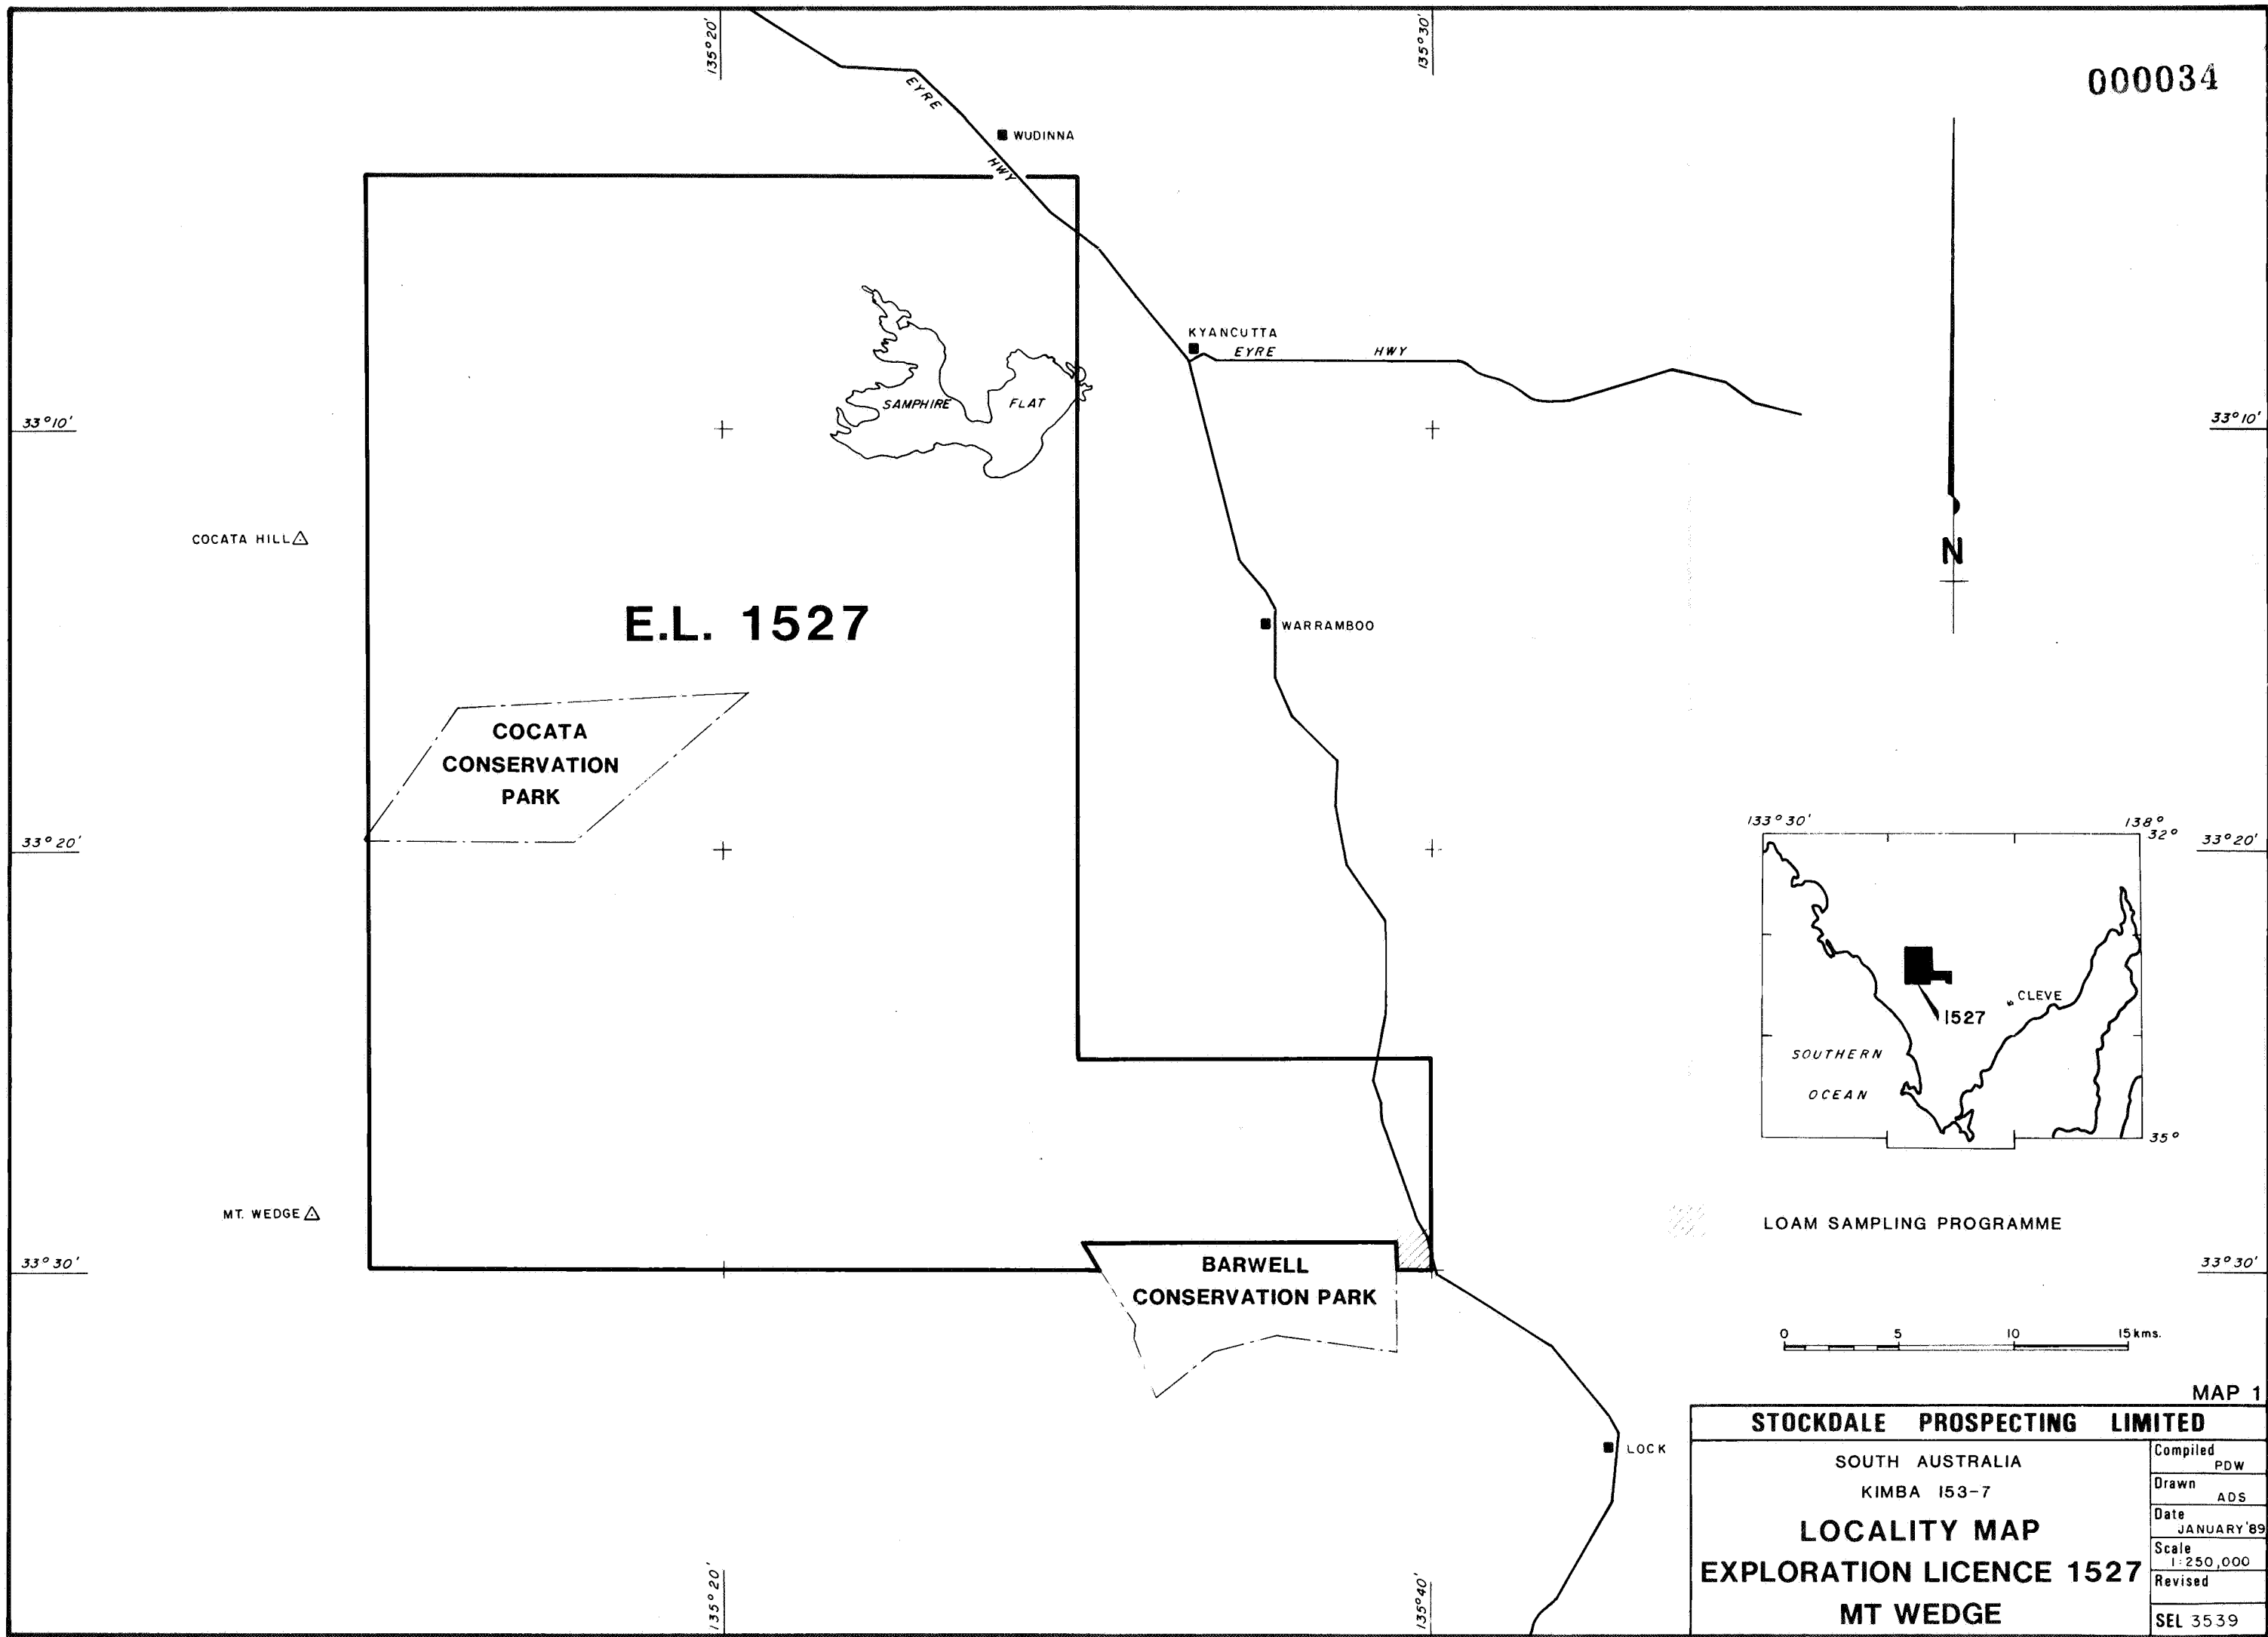 135°20'
135°30'
000034
EYRE
HWY
WUDINNA
KYANCUTTA
EYRE HWY
SAMPHIRE FLAT
33°10'
33°10'
COCATA HILL
N
E.L. 1527
WARRAMBOO
COCATA
CONSERVATION
PARK
33°20'
33°20'
133°30'
138°
32°
CLEVE
1527
SOUTHERN
OCEAN
35°
MT. WEDGE
LOAM SAMPLING PROGRAMME
33°30'
33°30'
BARWELL
CONSERVATION PARK
0 5 10 15 kms.
LOCK
135°20'
135°40'
MAP 1
STOCKDALE PROSPECTING LIMITED
SOUTH AUSTRALIA
KIMBA I53-7
LOCALITY MAP
EXPLORATION LICENCE 1527
MT WEDGE
Compiled
PDW
Drawn
ADS
Date
JANUARY'89
Scale
1:250,000
Revised
SEL 3539